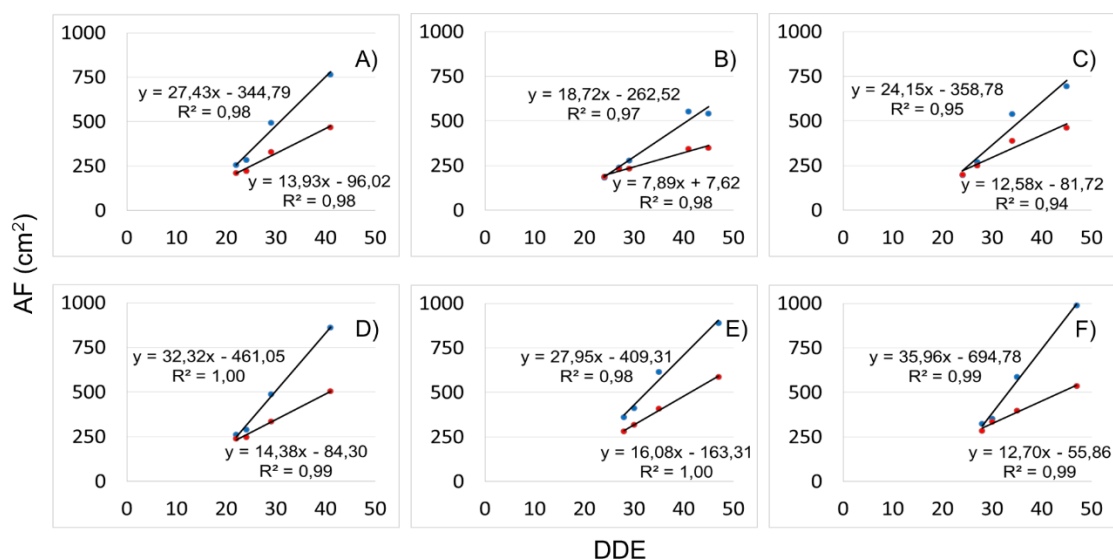 AF (cm²)
1000
750
500
250
0
0 10 20 30 40 50
A)
y = 27,43x - 344,79
R² = 0,98
y = 13,93x - 96,02
R² = 0,98
1000
750
500
250
0
0 10 20 30 40 50
B)
y = 18,72x - 262,52
R² = 0,97
y = 7,89x + 7,62
R² = 0,98
1000
750
500
250
0
0 10 20 30 40 50
C)
y = 24,15x - 358,78
R² = 0,95
y = 12,58x - 81,72
R² = 0,94
1000
750
500
250
0
0 10 20 30 40 50
D)
y = 32,32x - 461,05
R² = 1,00
y = 14,38x - 84,30
R² = 0,99
1000
750
500
250
0
0 10 20 30 40 50
E)
y = 27,95x - 409,31
R² = 0,98
y = 16,08x - 163,31
R² = 1,00
1000
750
500
250
0
0 10 20 30 40 50
F)
y = 35,96x - 694,78
R² = 0,99
y = 12,70x - 55,86
R² = 0,99
DDE